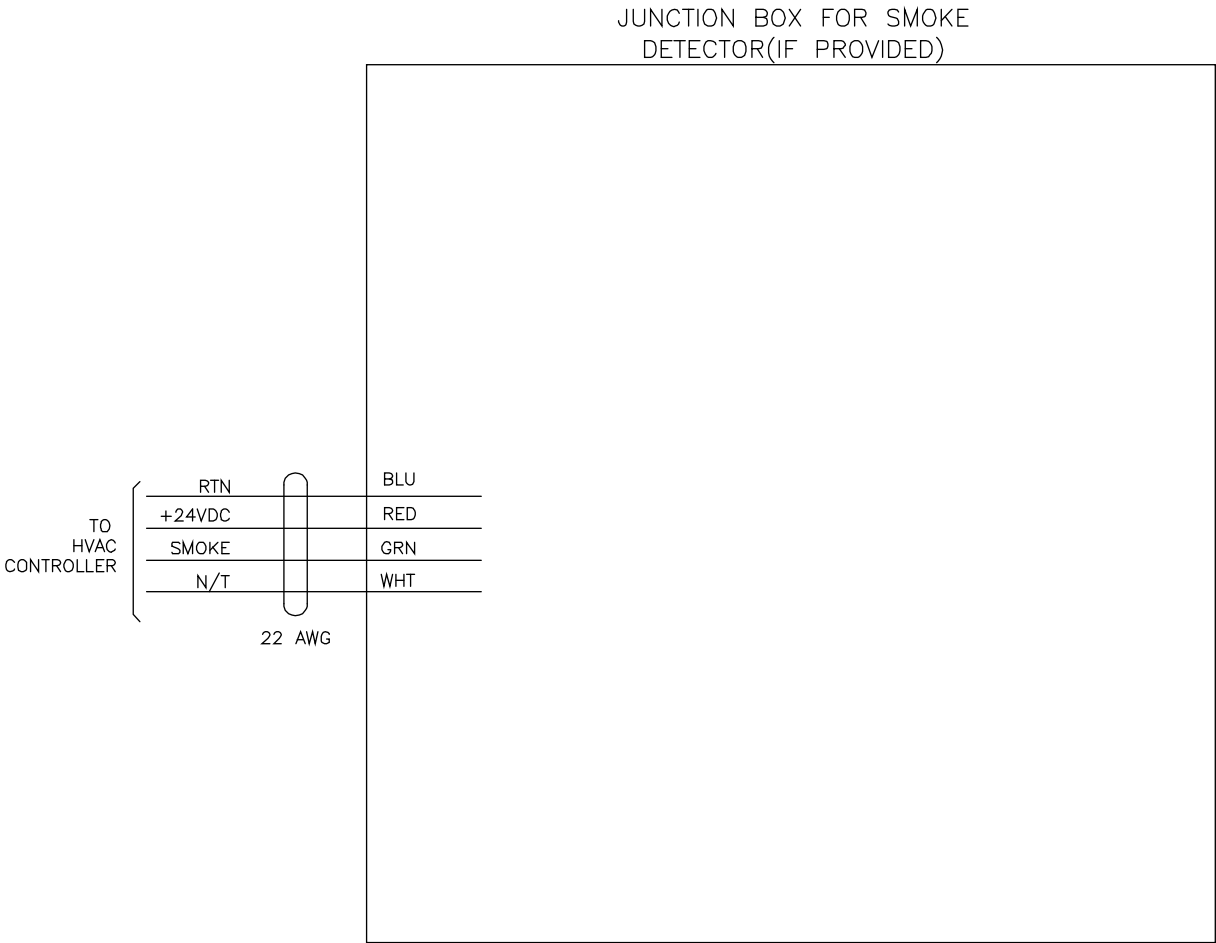 JUNCTION BOX FOR SMOKE
DETECTOR(IF PROVIDED)
TO
HVAC
CONTROLLER
RTN
BLU
+24VDC
RED
SMOKE
GRN
N/T
WHT
22 AWG